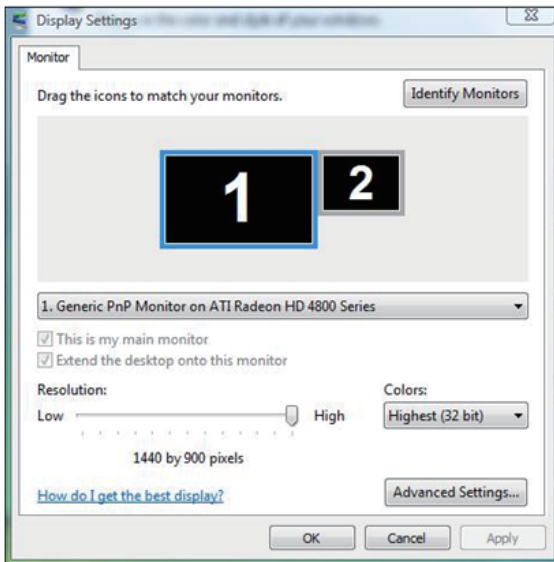 Display Settings
Monitor
Drag the icons to match your monitors.
Identify Monitors
1
2
1. Generic PnP Monitor on ATI Radeon HD 4800 Series
This is my main monitor
Extend the desktop onto this monitor
Resolution:
Colors:
Low
High
Highest (32 bit)
1440 by 900 pixels
How do I get the best display?
Advanced Settings...
OK
Cancel
Apply